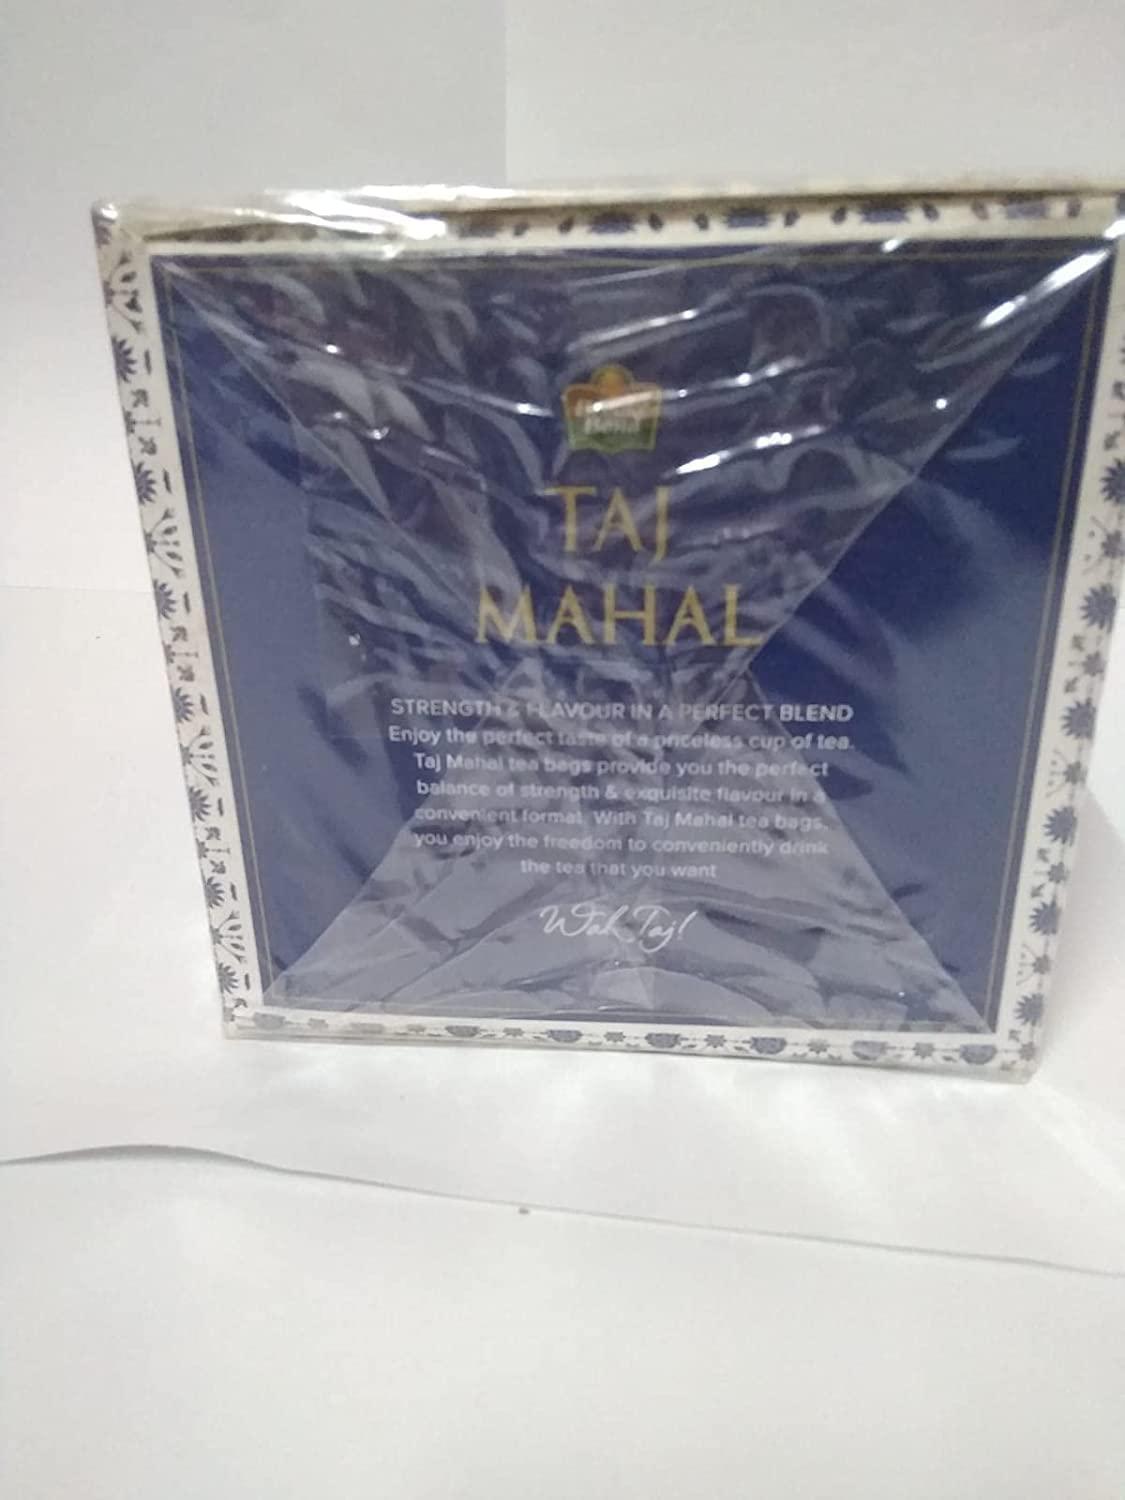 Bond
TAJ
MAHAL
STRENGTH & FLAVOUR IN A PERFECT BLEND
Enjoy the perfect taste of a priceless cup of tea.
Taj Mahal tea bags provide you the perfect
balance of strength & exquisite flavour in a
convenient format. With Taj Mahal tea bags,
you enjoy the freedom to conveniently drink
the tea that you want
Wah Taj!